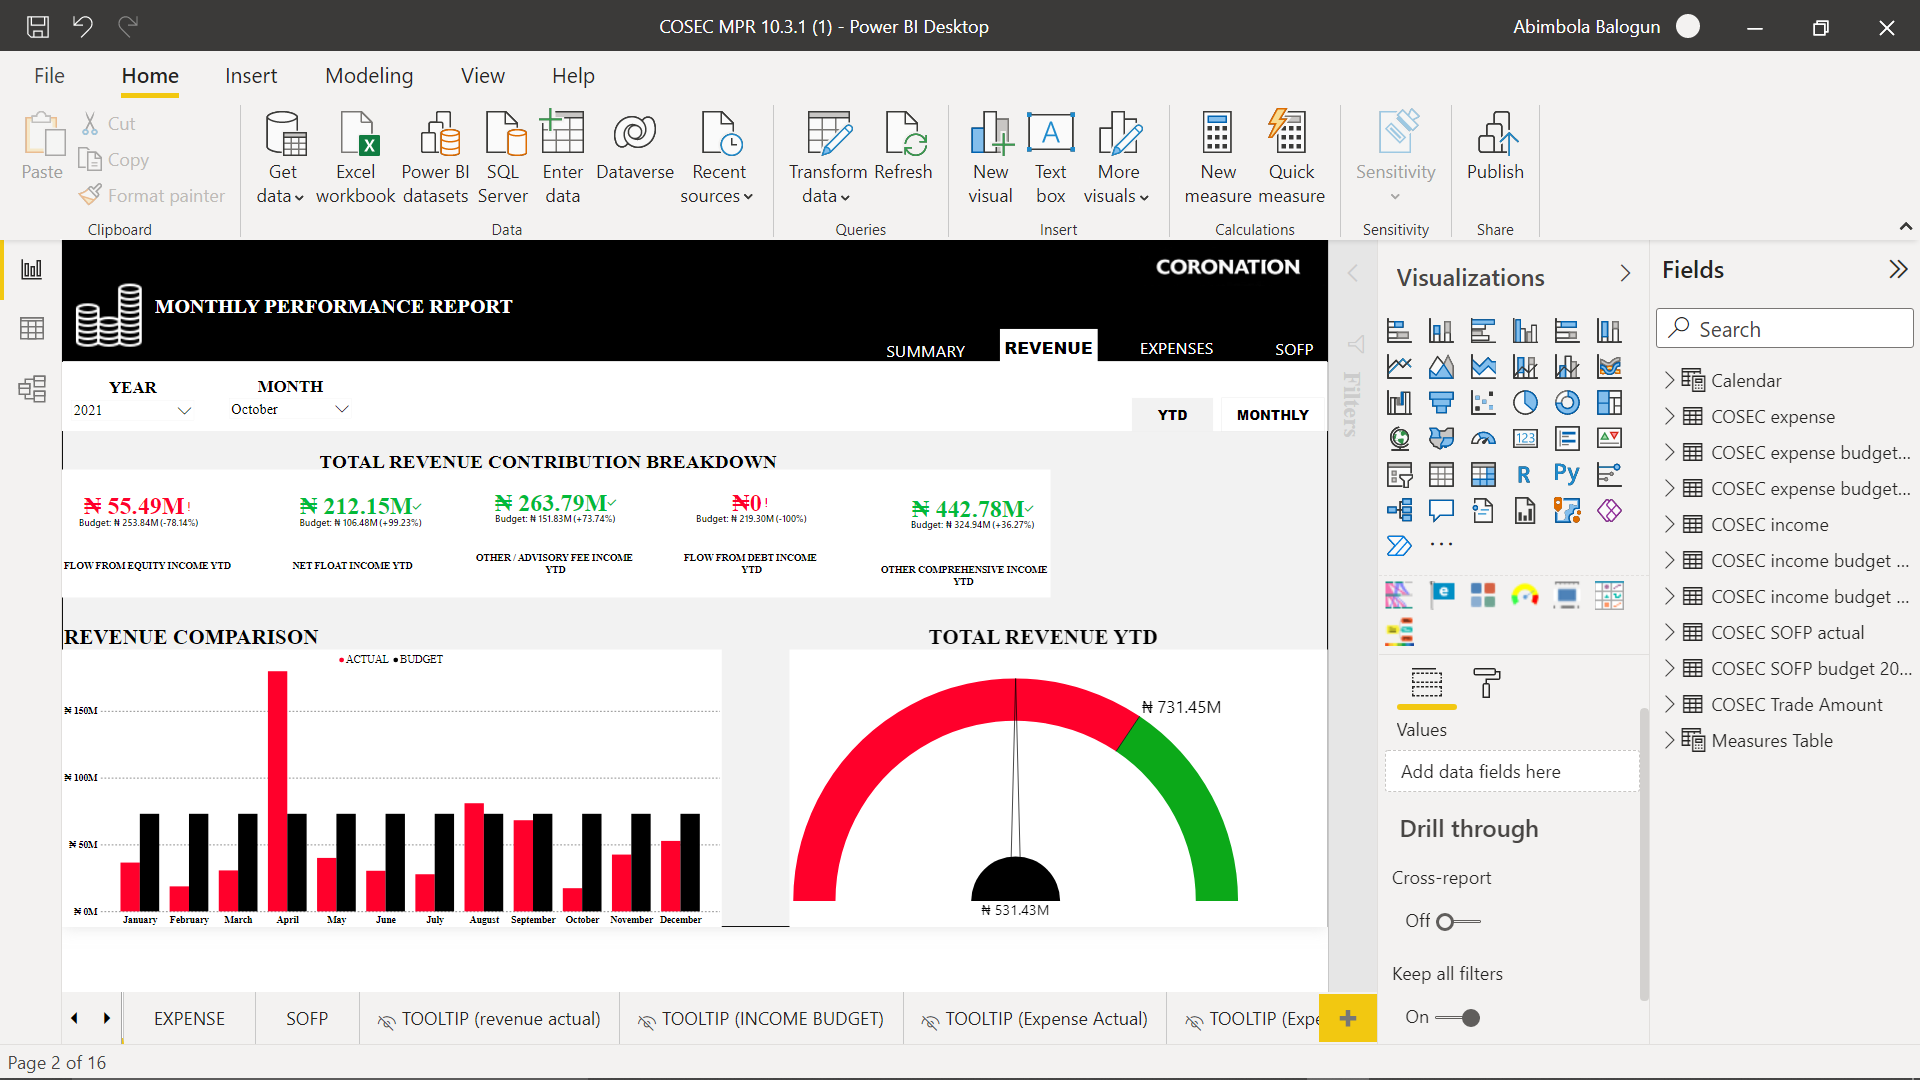 COSEC MPR 10.3.1 (1) - Power BI Desktop
Abimbola Balogun
File Home Insert Modeling View Help
Paste
Cut
Copy
Format painter
Clipboard
Get data
Excel workbook
Power BI datasets
SQL Server
Enter data
Dataverse
Recent sources
Data
Transform data
Refresh
Queries
New visual
Text box
More visuals
Insert
New measure
Quick measure
Calculations
Sensitivity
Sensitivity
Publish
Share
CORONATION
MONTHLY PERFORMANCE REPORT
SUMMARY REVENUE EXPENSES SOFP
YEAR
2021
MONTH
October
YTD MONTHLY
TOTAL REVENUE CONTRIBUTION BREAKDOWN
₦ 55.49M!
Budget: ₦ 253.84M (-78.14%)
FLOW FROM EQUITY INCOME YTD
₦ 212.15M✓
Budget: ₦ 106.48M (+99.23%)
NET FLOAT INCOME YTD
₦ 263.79M✓
Budget: ₦ 151.83M (+73.74%)
OTHER / ADVISORY FEE INCOME
YTD
₦0!
Budget: ₦ 219.30M (-100%)
FLOW FROM DEBT INCOME
YTD
₦ 442.78M✓
Budget: ₦ 324.94M (+36.27%)
OTHER COMPREHENSIVE INCOME
YTD
REVENUE COMPARISON
ACTUAL BUDGET
₦ 150M
₦ 100M
₦ 50M
₦ 0M
January February March April May June July August September October November December
TOTAL REVENUE YTD
₦ 731.45M
₦ 531.43M
Filters
Visualizations
123
R
Py
...
e
Values
Add data fields here
Drill through
Cross-report
Off
Keep all filters
On
Fields
Search
Calendar
COSEC expense
COSEC expense budget...
COSEC expense budget...
COSEC income
COSEC income budget ...
COSEC income budget ...
COSEC SOFP actual
COSEC SOFP budget 20...
COSEC Trade Amount
Measures Table
EXPENSE SOFP TOOLTIP (revenue actual) TOOLTIP (INCOME BUDGET) TOOLTIP (Expense Actual) TOOLTIP (Expe
Page 2 of 16